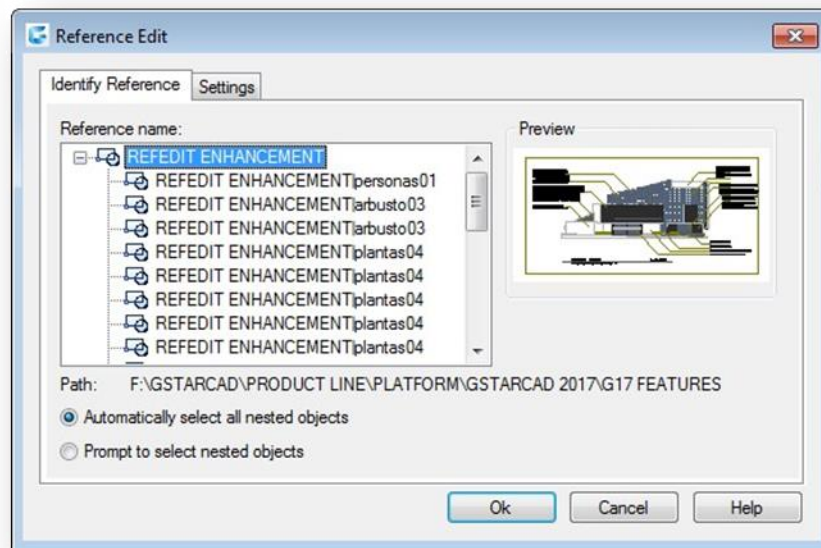 Reference Edit
Identify Reference
Settings
Reference name:
REFEDIT ENHANCEMENT
REFEDIT ENHANCEMENT|personas01
REFEDIT ENHANCEMENT|arbusto03
REFEDIT ENHANCEMENT|arbusto03
REFEDIT ENHANCEMENT|plantas04
REFEDIT ENHANCEMENT|plantas04
REFEDIT ENHANCEMENT|plantas04
REFEDIT ENHANCEMENT|plantas04
REFEDIT ENHANCEMENT|plantas04
Preview
Path: F:\GSTARCAD\PRODUCT LINE\PLATFORM\GSTARCAD 2017\G17 FEATURES
Automatically select all nested objects
Prompt to select nested objects
Ok
Cancel
Help